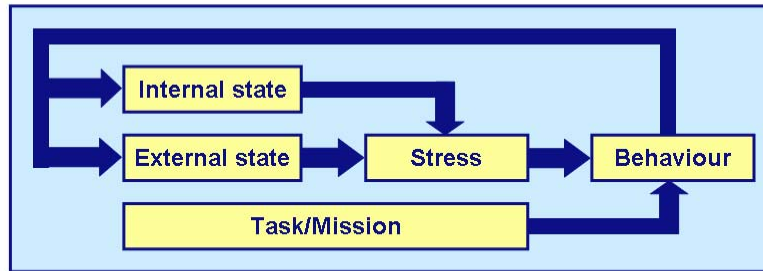 Internal state
External state
Stress
Behaviour
Task/Mission